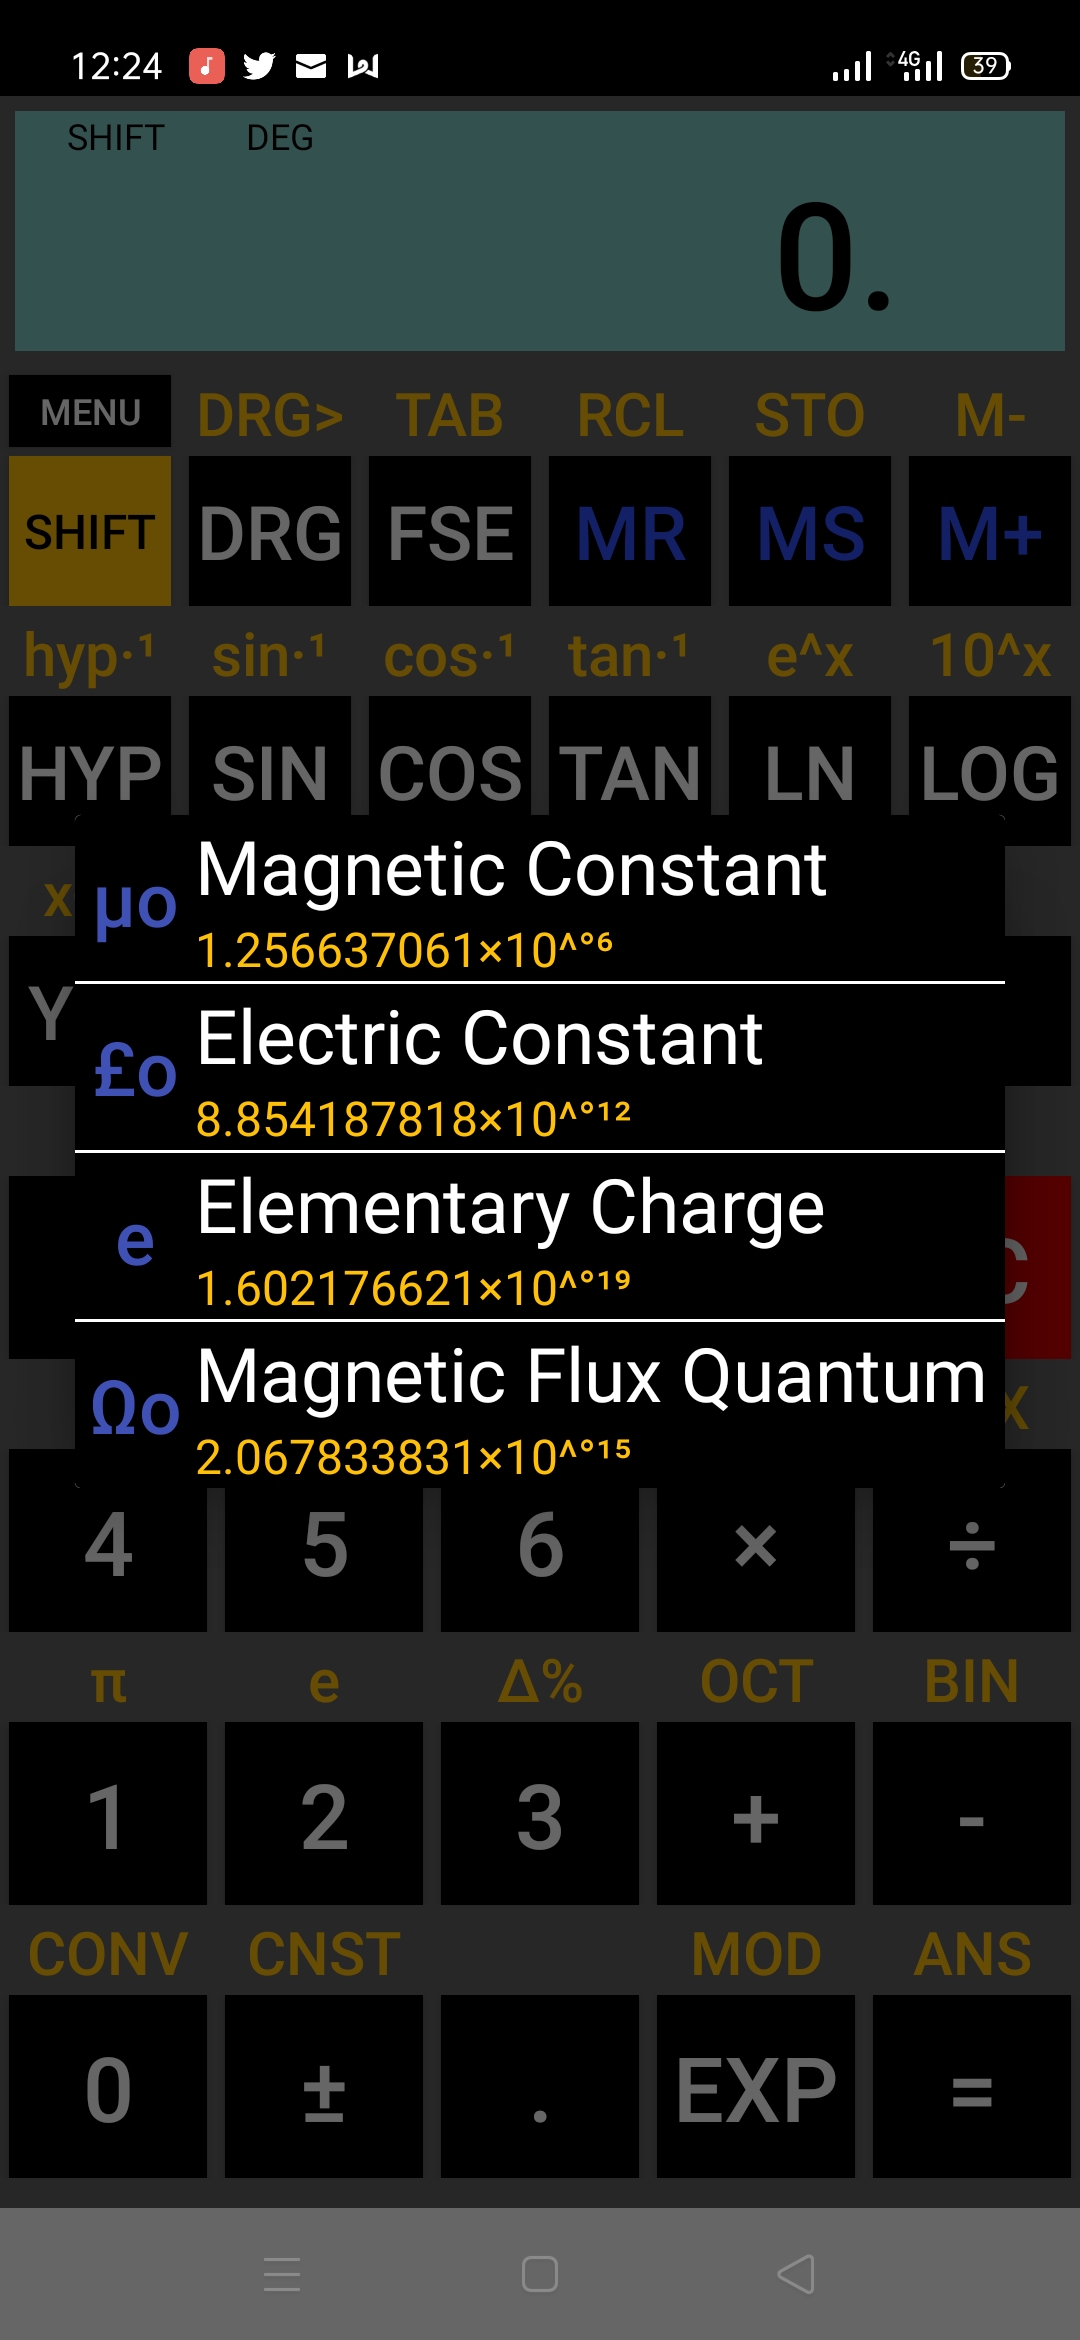 12:24 4G 39
SHIFT DEG
0.
MENU DRG> TAB RCL STO M-
SHIFT DRG FSE MR MS M+
hyp·¹ sin·¹ cos·¹ tan·¹ e^x 10^x
HYP SIN COS TAN LN LOG
x
Y
µo Magnetic Constant
1.256637061×10^°⁶
£o Electric Constant
8.854187818×10^°¹²
e Elementary Charge
1.602176621×10^°¹⁹
C
Ωo Magnetic Flux Quantum
2.067833831×10^°¹⁵
X
4 5 6 × ÷
π e Δ% OCT BIN
1 2 3 + -
CONV CNST MOD ANS
0 ± . EXP =